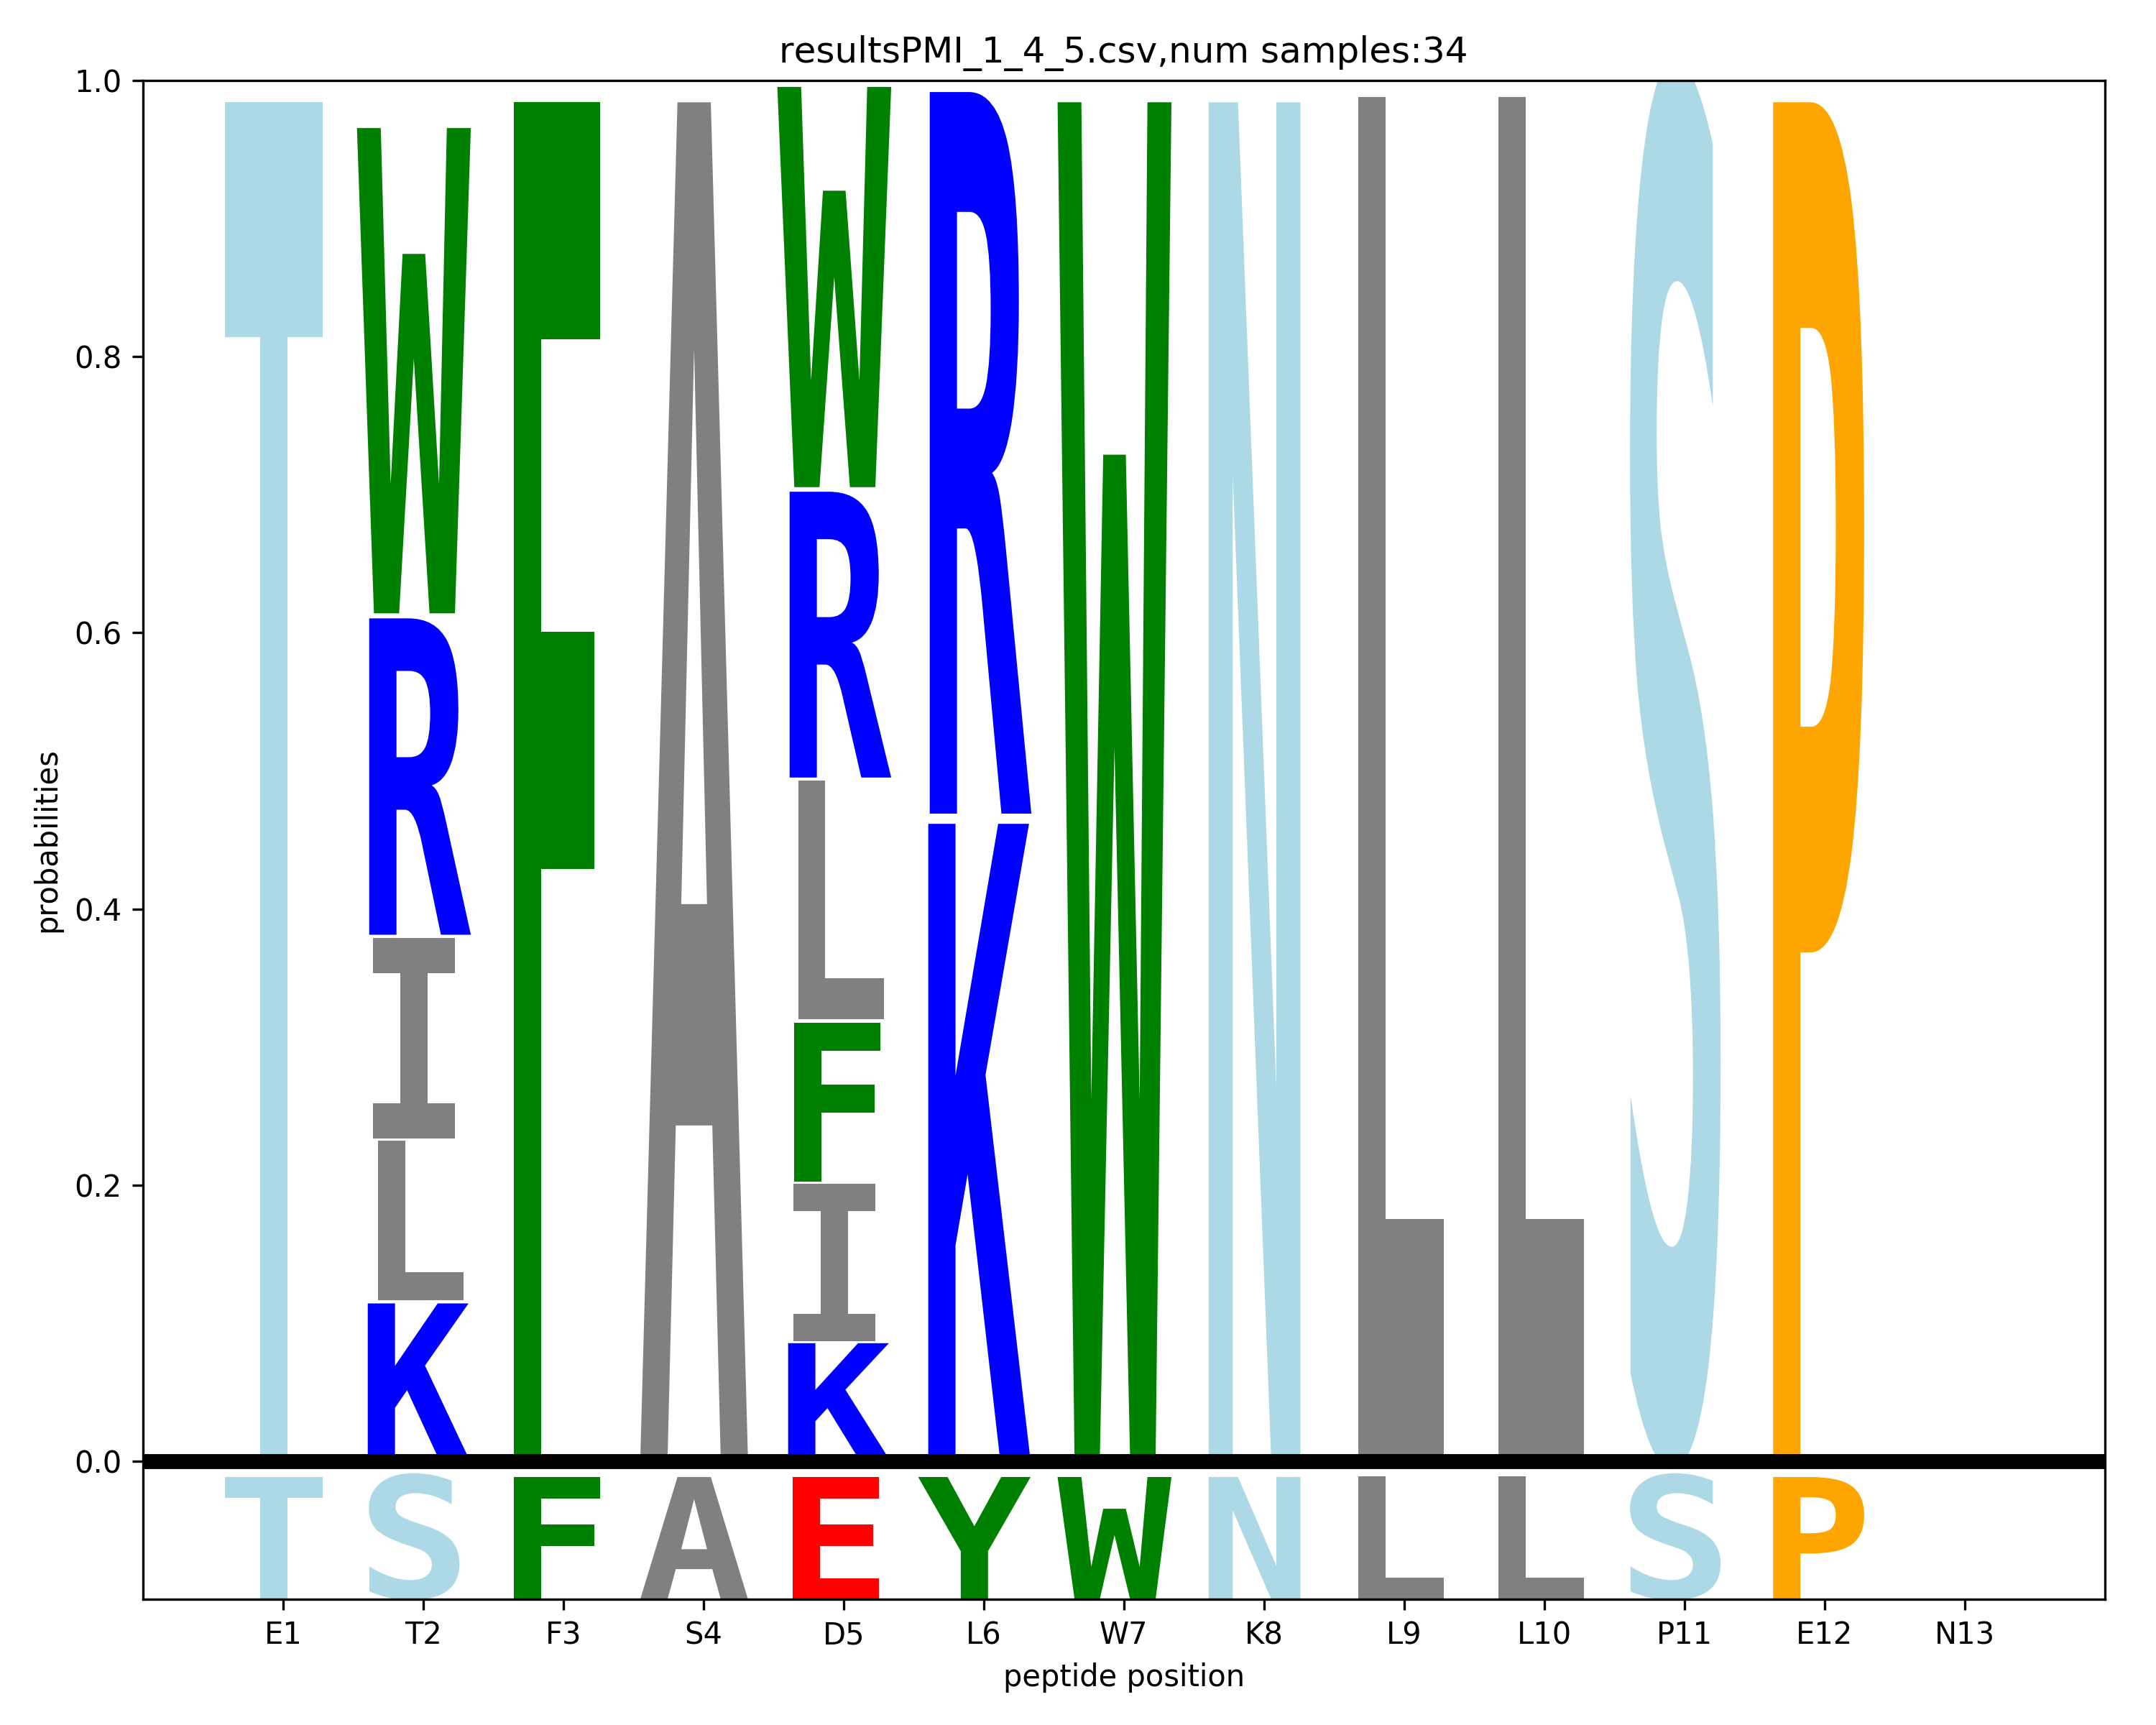 resultsPMI_1_4_5.csv,num samples:34
1.0
0.8
0.6
0.4
0.2
0.0
probabilities
T W F A W R W N L L S P
R R K
I L
L F
K I
K
T S F A E Y W N L L S P
E1 T2 F3 S4 D5 L6 W7 K8 L9 L10 P11 E12 N13
peptide position